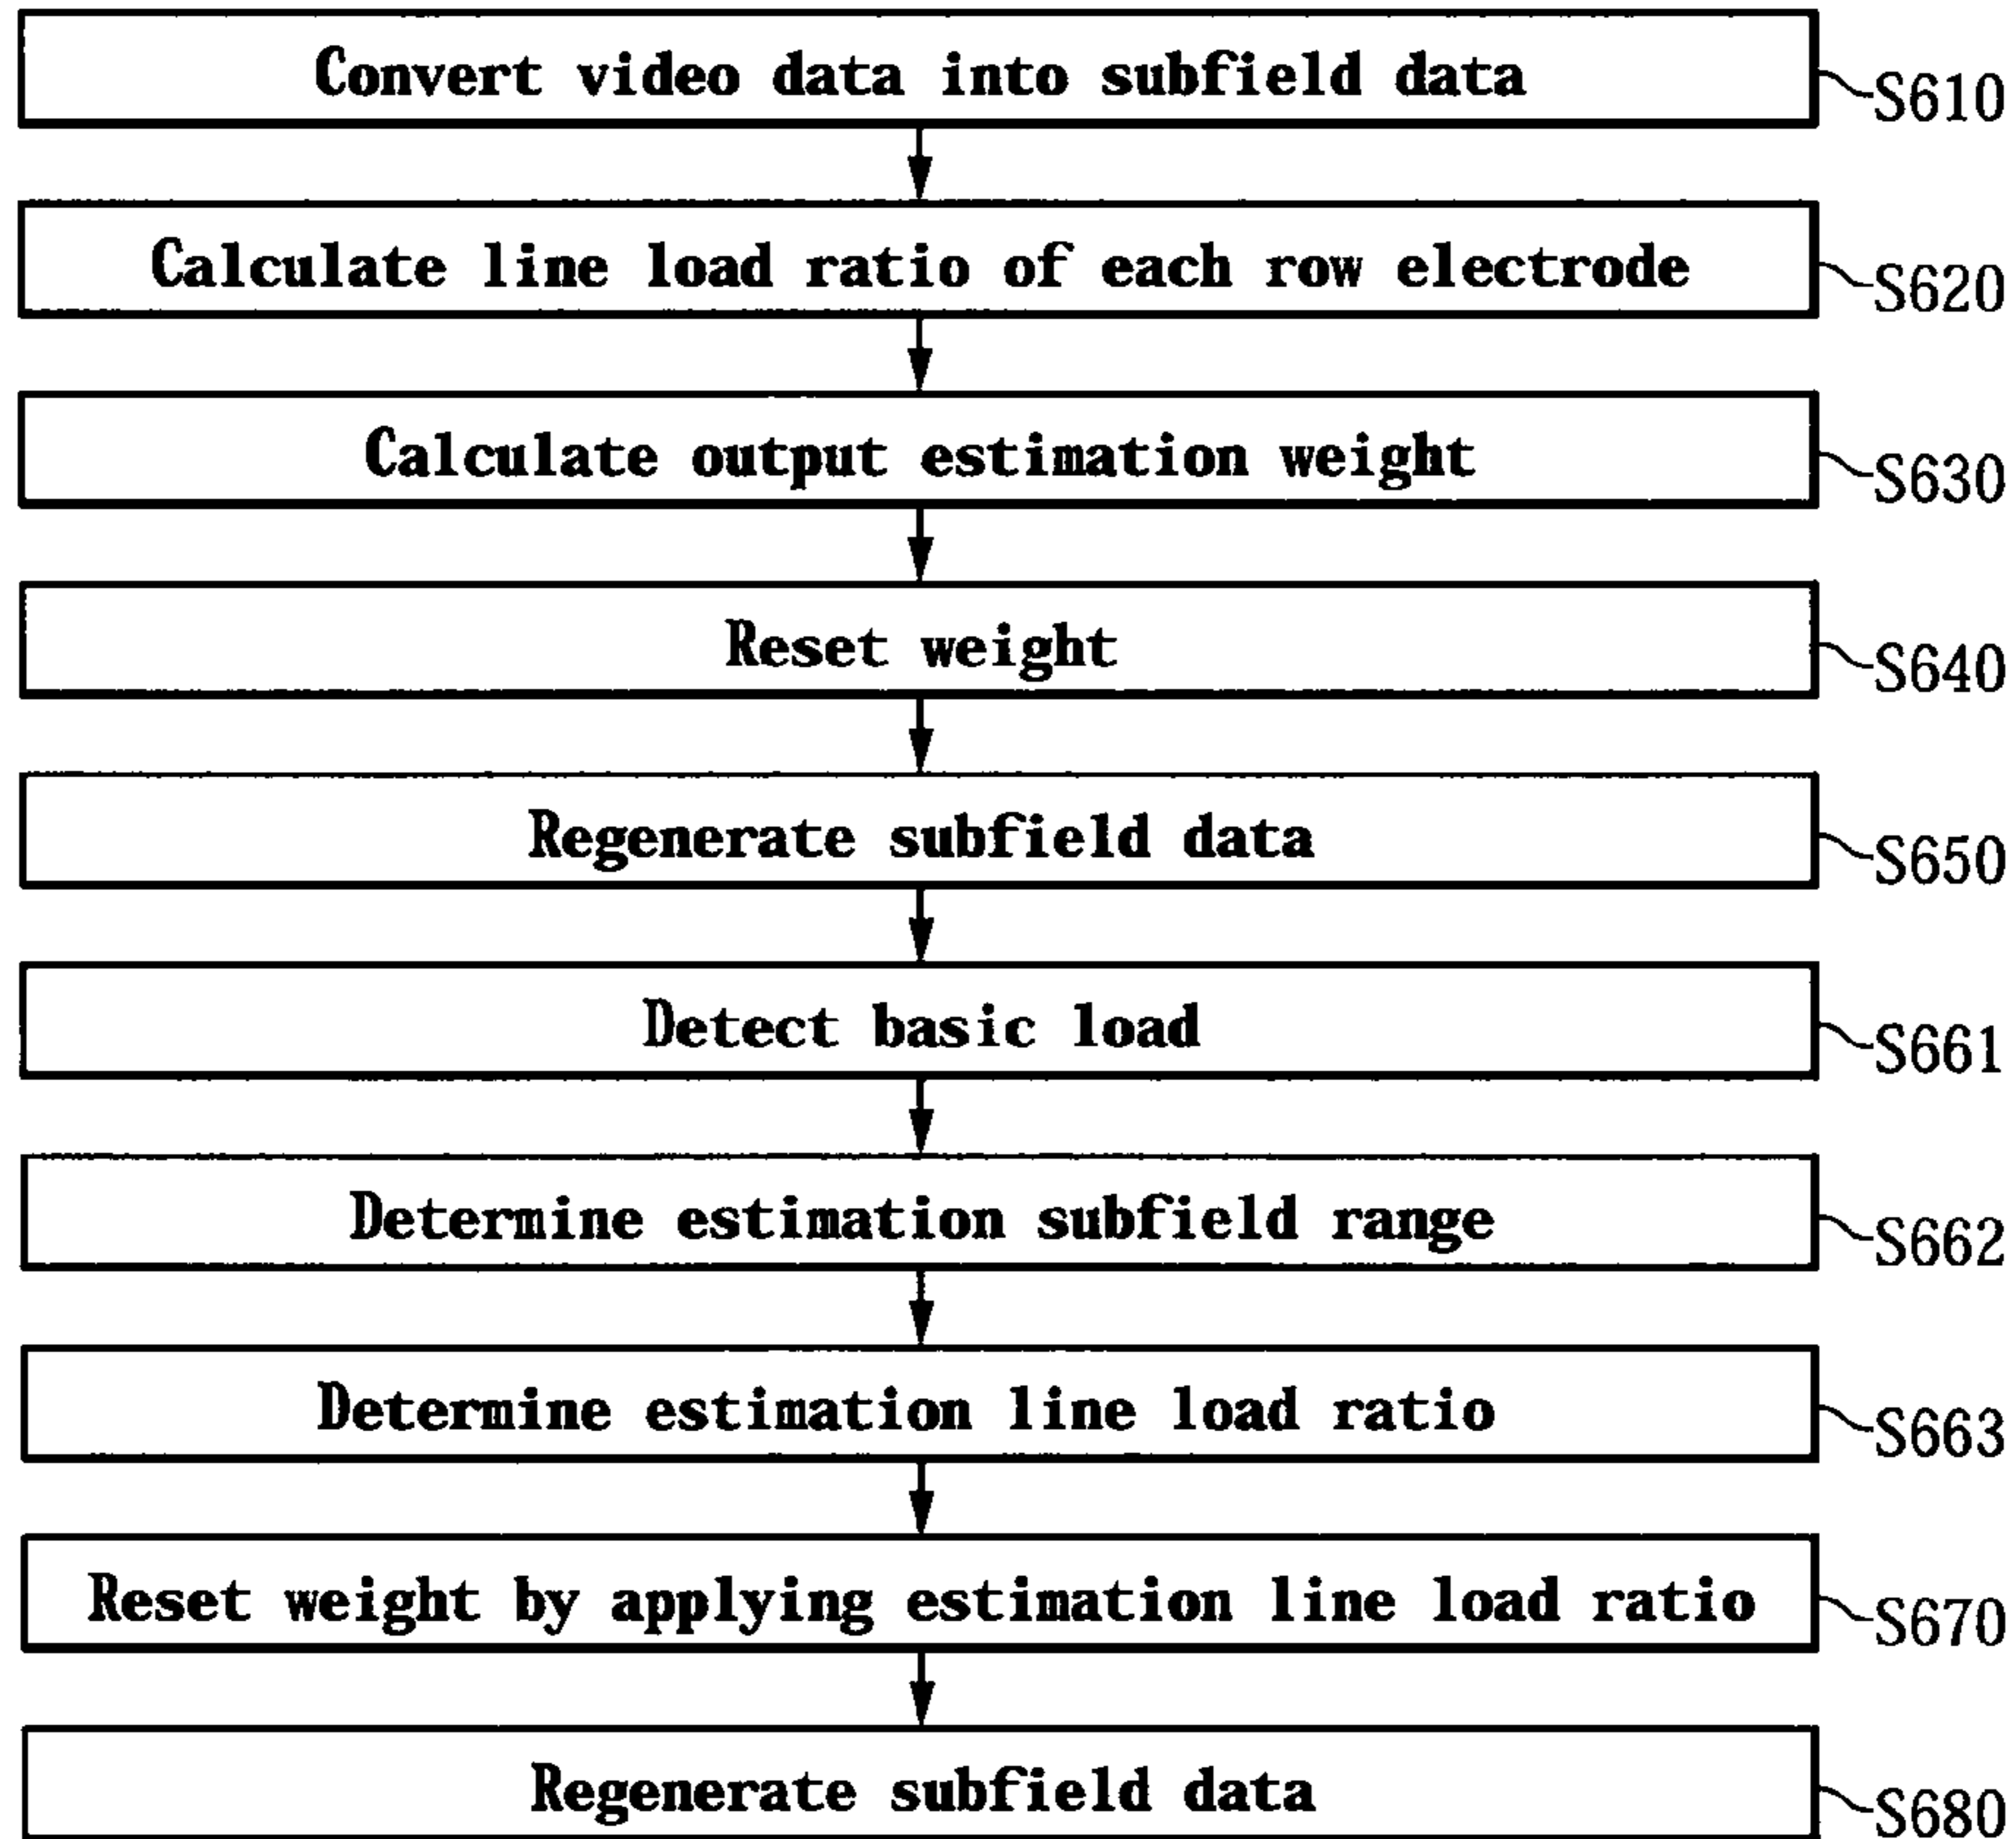 Convert video data into subfield data S610
Calculate line load ratio of each row electrode S620
Calculate output estimation weight S630
Reset weight S640
Regenerate subfield data S650
Detect basic load S661
Determine estimation subfield range S662
Determine estimation line load ratio S663
Reset weight by applying estimation line load ratio S670
Regenerate subfield data S680